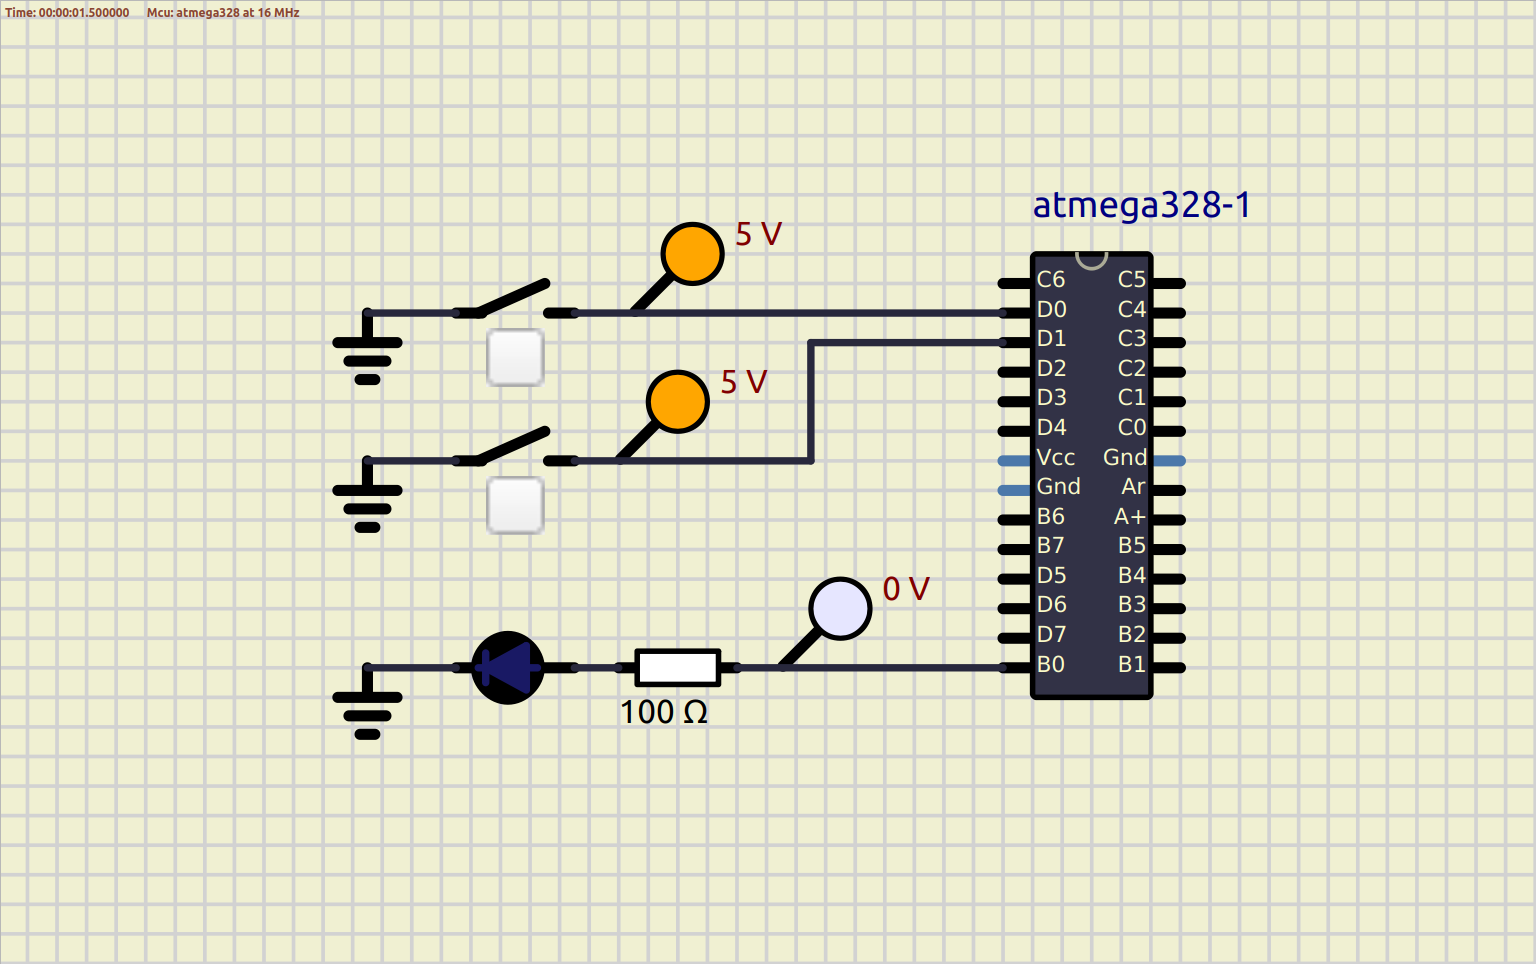 Time: 00:00:01.500000 Mcu: atmega328 at 16 MHz
atmega328-1
5 V
C6 C5
D0 C4
D1 C3
D2 C2
5 V
D3 C1
D4 C0
Vcc Gnd
Gnd Ar
B6 A+
B7 B5
D5 B4
0 V
D6 B3
D7 B2
B0 B1
100 Ω